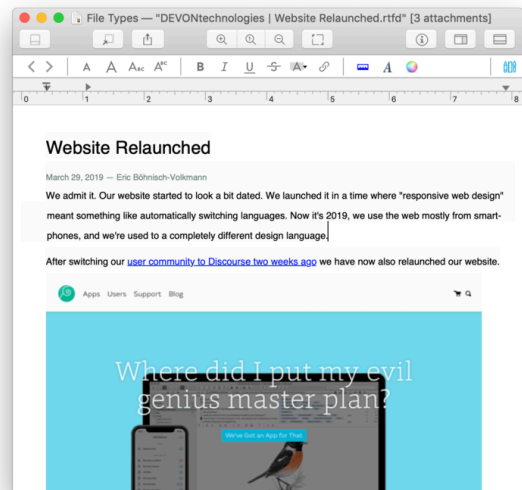 File Types — "DEVONtechnologies | Website Relaunched.rtfd" [3 attachments]
A A ABC ABC B I U S A A
0 1 2 3 4 5 6 7 8
Website Relaunched
March 29, 2019 — Eric Böhnisch-Volkmann
We admit it. Our website started to look a bit dated. We launched it in a time where "responsive web design"
meant something like automatically switching languages. Now it's 2019, we use the web mostly from smart-
phones, and we're used to a completely different design language.
After switching our user community to Discourse two weeks ago we have now also relaunched our website.
Apps Users Support Blog
Where did I put my evil
genius master plan?
We've Got an App for That